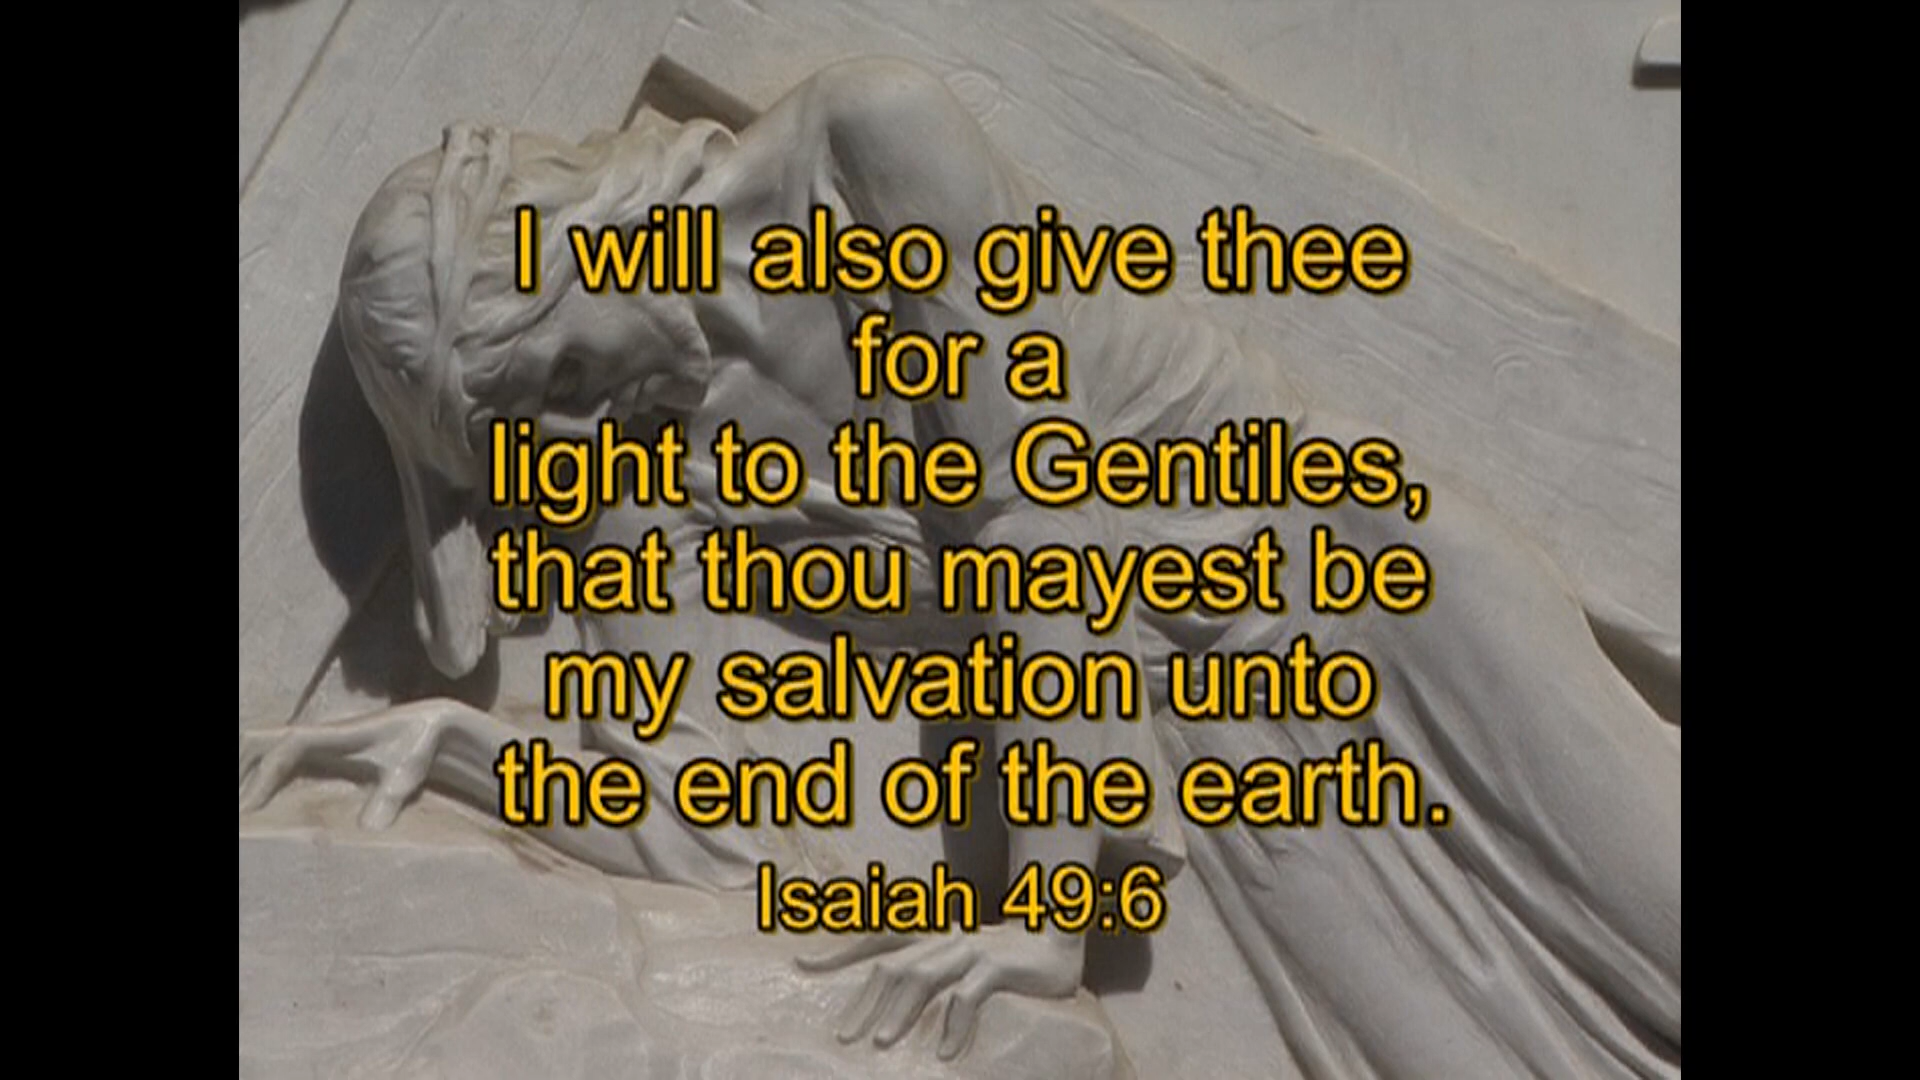 I will also give thee
for a
light to the Gentiles,
that thou mayest be
my salvation unto
the end of the earth.
Isaiah 49:6